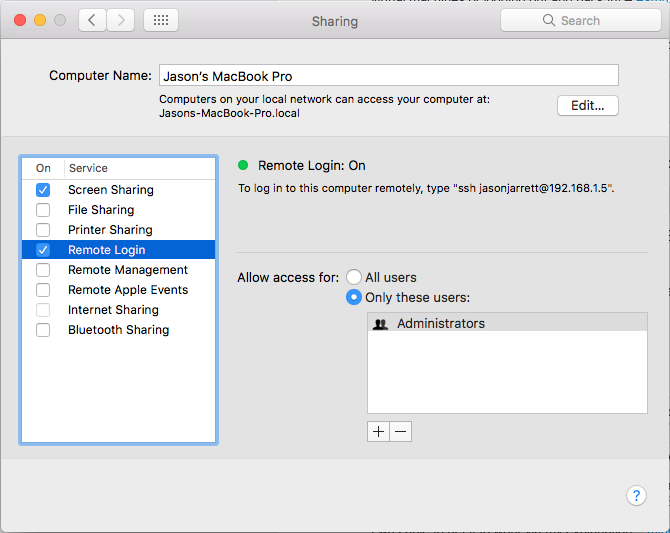 Sharing
Search
Computer Name:
Jason's MacBook Pro
Computers on your local network can access your computer at:
Jasons-MacBook-Pro.local
Edit...
On Service
Screen Sharing
File Sharing
Printer Sharing
Remote Login
Remote Management
Remote Apple Events
Internet Sharing
Bluetooth Sharing
Remote Login: On
To log in to this computer remotely, type "ssh jasonjarrett@192.168.1.5".
Allow access for:
All users
Only these users:
Administrators
+ −
?